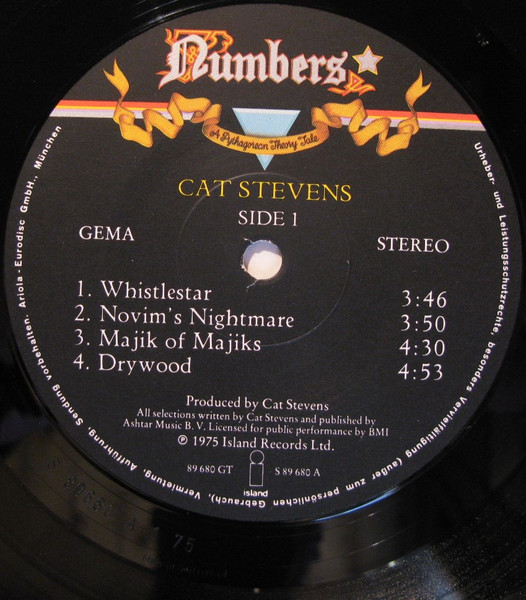 Numbers
A Pythagorean Theory Tale
CAT STEVENS
SIDE 1
GEMA
STEREO
1. Whistlestar 3:46
2. Novim's Nightmare 3:50
3. Majik of Majiks 4:30
4. Drywood 4:53
Produced by Cat Stevens
All selections written by Cat Stevens and published by
Ashtar Music B. V. Licensed for public performance by BMI
℗ 1975 Island Records Ltd.
89 680 GT
S 89 680 A
island
Urheber- und Leistungsschutzrechte, besonders Vervielfältigung (außer zum persönlichen Gebrauch), Vermietung, Aufführung, Sendung vorbehalten. Ariola-Eurodisc GmbH., München